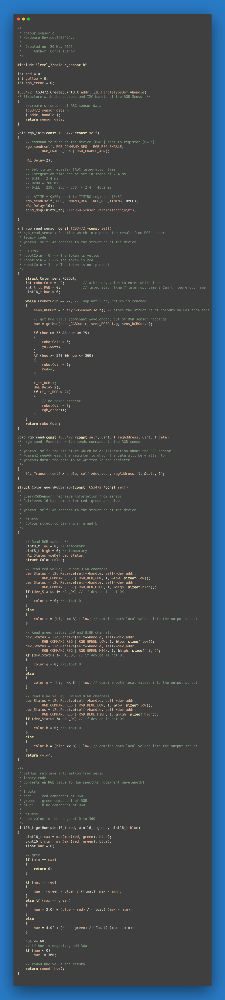 /*
 * colour_sensor.c
 * Hardware Device:TCS3472.c
 *
 *  Created on: 26 May 2023
 *      Author: Boris Ivanov
 */

#include "level_3/colour_sensor.h"

int red = 0;
int yellow = 0;
int rgb_error = 0;

TCS3472 TCS3472_Create(uint8_t addr, I2C_HandleTypeDef *handle)
/* Structure with the address and I2C handle of the RGB Sensor */
{
    //create structure of RBG sensor data
    TCS3472 sensor_data =
    { addr, handle };
    return sensor_data;
}

void rgb_init(const TCS3472 *const self)
{
    // command to turn on the device [0x03] sent to register [0x80]
    rgb_send(self, RGB_COMMAND_REG | RGB_REG_ENABLE,
            RGB_ENABLE_PON | RGB_ENABLE_AEN);

    HAL_Delay(2);

    // Set timing register (ADC integration time)
    // Integration time can be set in steps of 2.4 ms.
    // 0xFF = 2.4 ms
    // 0x00 = 700 ms
    // 0xEE = 238; (256 - 238) * 2.4 = 43.2 ms

    //  ATIME = 0xEE; sent to TIMING register [0x81]
    rgb_send(self, RGB_COMMAND_REG | RGB_REG_TIMING, 0xEE);
    HAL_Delay(10);
    send_msg((uint8_t*) "\r!RGB-Sensor Initialised!\n\r");

}

int rgb_read_sensor(const TCS3472 *const self)
/* rgb_read_sensor: Function which interprets the result from RGB sensor
 * legacy code
 * @param1 self: An address to the structure of the device
 *
 * RETURNS:
 * robotCoin = 0 --> The token is yellow
 * robotCoin = 1 --> The token is red
 * robotCoin = 3 --> The token is not present
 */
{
    struct Color sens_RGBOut;
    int robotCoin = -2;         // arbitrary value to enter while loop
    int t_it_RGB = 0;           // integration time ? interrupt time ? Can't figure out name
    uint16_t hue = 0;

    while (robotCoin == -2) // loop until any return is reached
    {
        sens_RGBOut = queryRGBSensor(self); // store the structure of colours values from sens

        // get hue value (dominant wavelength) out of RGB sensor readings
        hue = getHue(sens_RGBOut.r, sens_RGBOut.g, sens_RGBOut.b);

        if (hue >= 35 && hue <= 75)
        {
            robotCoin = 0;
            yellow++;
        }
        if (hue >= 340 && hue <= 360)
        {
            robotCoin = 1;
            red++;
        }

        t_it_RGB++;
        HAL_Delay(2);
        if (t_it_RGB > 24)
        {
            // no token present
            robotCoin = 3;
            rgb_error++;
        }
    }
    return robotCoin;
}

void rgb_send(const TCS3472 *const self, uint8_t regAddress, uint8_t data)
/*  rgb_send: Function which sends commands to the RGB sensor
 *
 * @param1 self: the structure which holds information about the RGB sensor
 * @param2 regAddress: the register to which the data will be written to
 * @param3 data: the data to be written in the register
 */
{
    i2c_Transmit(self->handle, self->dev_addr, regAddress, 1, &data, 1);
}

struct Color queryRGBSensor(const TCS3472 *const self)
/*
 * queryRGBSensor: retrieve information from sensor
 * Retrieves 16-bit number for red, green and blue
 *
 * @param1 self: An address to the structure of the device
 *
 * Returns:
 *  Colour struct containing r, g and b
 */
{

    /* Read RGB values */
    uint8_t low = 0; // temporary
    uint8_t high = 0; // temporary
    HAL_StatusTypeDef dev_Status;
    struct Color color;

    // Read red value; LOW and HIGH channels
    dev_Status = i2c_Receive(self->handle, self->dev_addr,
            RGB_COMMAND_REG | RGB_RED_LOW, 1, &low, sizeof(low));
    dev_Status = i2c_Receive(self->handle, self->dev_addr,
            RGB_COMMAND_REG | RGB_RED_HIGH, 1, &high, sizeof(high));
    if (dev_Status != HAL_OK) // if device is not OK
    {
        color.r = 0; //output 0
    }
    else
    {
        color.r = (high << 8) | low; // combine both local values into the output struct
    }

    // Read green value; LOW and HIGH channels
    dev_Status = i2c_Receive(self->handle, self->dev_addr,
            RGB_COMMAND_REG | RGB_GREEN_LOW, 1, &low, sizeof(low));
    dev_Status = i2c_Receive(self->handle, self->dev_addr,
            RGB_COMMAND_REG | RGB_GREEN_HIGH, 1, &high, sizeof(high));
    if (dev_Status != HAL_OK) // if device is not OK
    {
        color.g = 0; //output 0
    }
    else
    {
        color.g = (high << 8) | low; // combine both local values into the output struct
    }

    // Read blue value; LOW and HIGH channels
    dev_Status = i2c_Receive(self->handle, self->dev_addr,
            RGB_COMMAND_REG | RGB_BLUE_LOW, 1, &low, sizeof(low));
    dev_Status = i2c_Receive(self->handle, self->dev_addr,
            RGB_COMMAND_REG | RGB_BLUE_HIGH, 1, &high, sizeof(high));
    if (dev_Status != HAL_OK) // if device is not OK
    {
        color.b = 0; //output 0
    }
    else
    {
        color.b = (high << 8) | low; // combine both local values into the output struct
    }
    return color;
}

/**
 * getHue: retrieve information from sensor
 * legacy code
 * Converts an RGB value to Hue spectrum (dominant wavelength)
 *
 * Inputs:
 * red:     red component of RGB
 * green:   green component of RGB
 * blue:    blue component of RGB
 *
 * Returns:
 *  hue value in the range of 0 to 360
 */
uint16_t getHue(uint16_t red, uint16_t green, uint16_t blue)
{
    uint16_t max = max(max(red, green), blue);
    uint16_t min = min(min(red, green), blue);
    float hue = 0;

    // grey:
    if (min == max)
    {
        return 0;
    }

    if (max == red)
    {
        hue = (green - blue) / (float) (max - min);
    }
    else if (max == green)
    {
        hue = 2.0f + (blue - red) / (float) (max - min);
    }
    else
    {
        hue = 4.0f + (red - green) / (float) (max - min);
    }

    hue *= 60;
    // if hue is negative, add 360
    if (hue < 0)
        hue += 360;

    // round hue value and return
    return roundf(hue);
}